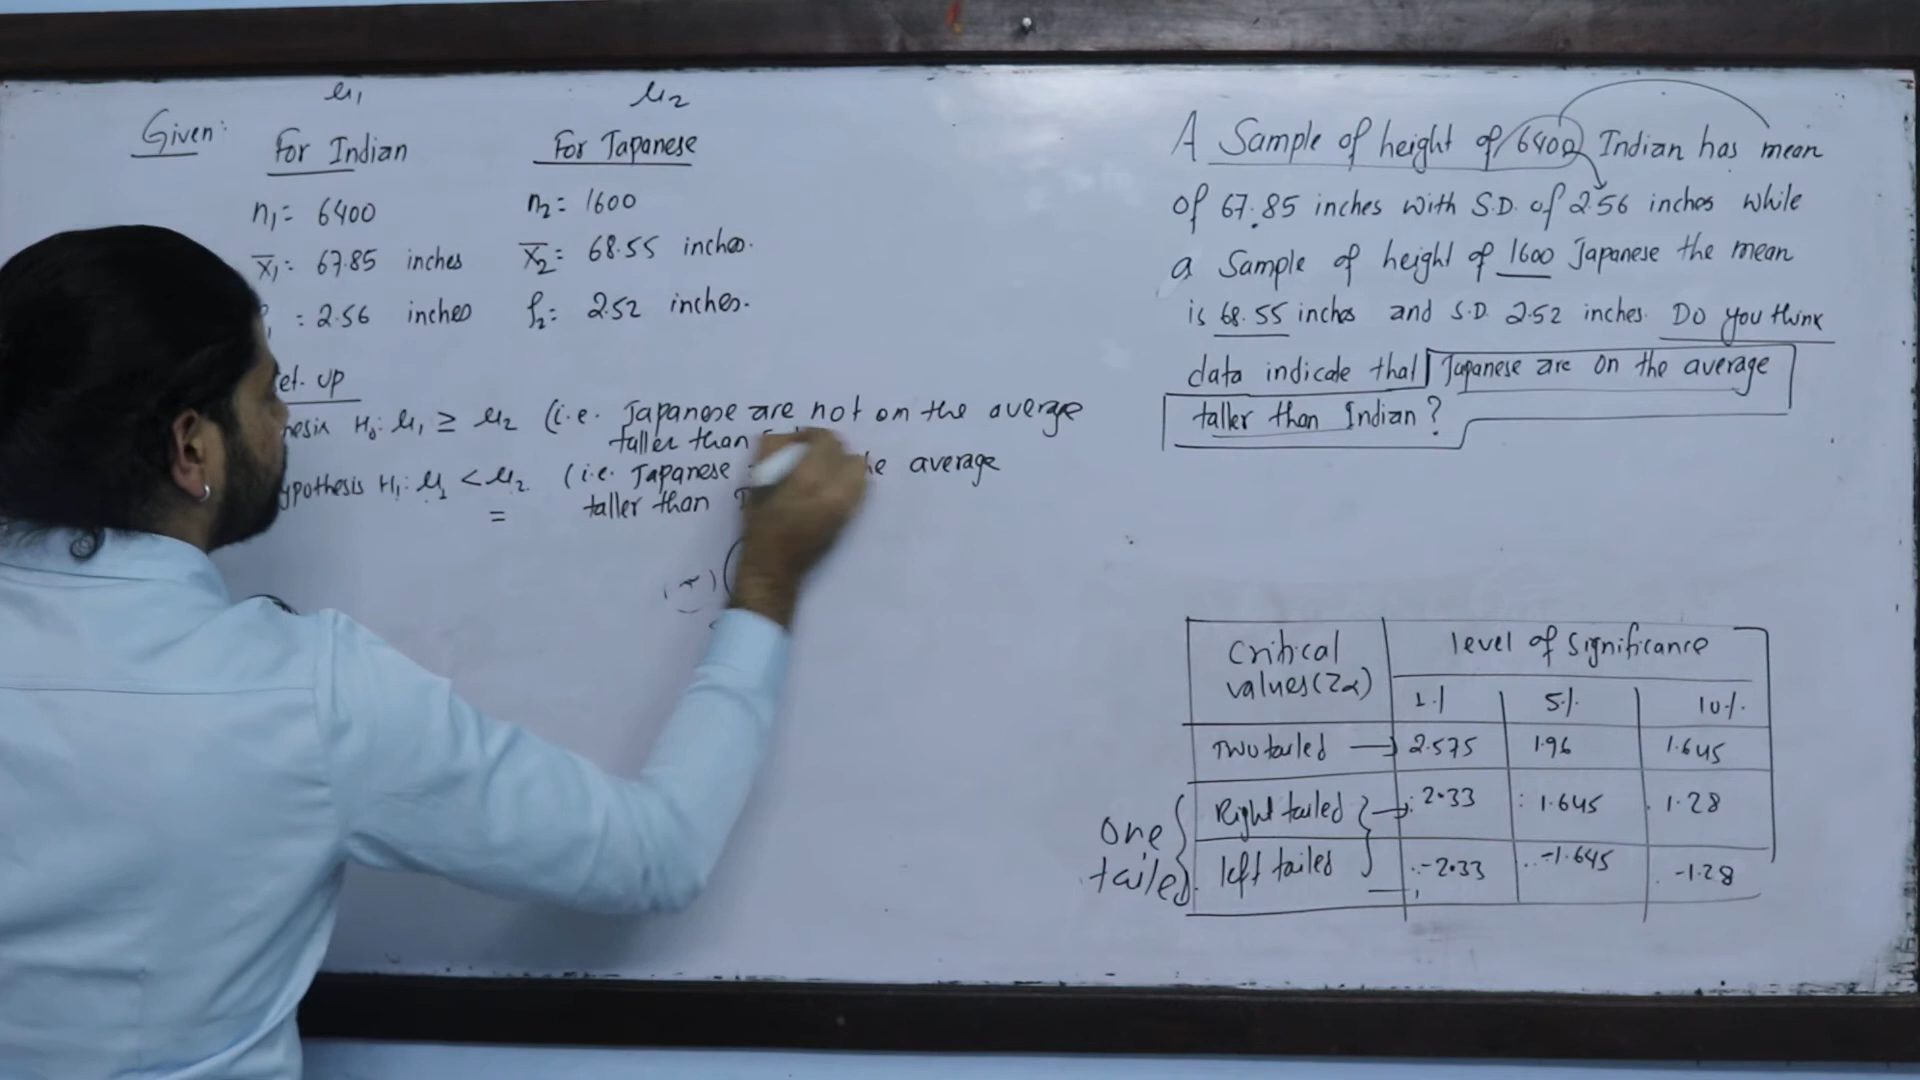 μ1 μ2
Given:
For Indian
n1= 6400
x̄1= 67.85 inches
= 2.56 inches
For Japanese
n2= 1600
x̄2= 68.55 inches.
= 2.52 inches.
et. up
H0: μ1 ≥ μ2 (i.e. Japanese are not on the average
taller than
ypothesis H1: μ1 < μ2 (i.e. Japanese average
= taller than
A Sample of height of 6400 Indian has mean
of 67.85 inches with S.D. of 2.56 inches while
a Sample of height of 1600 Japanese the mean
is 68.55 inches and S.D. 2.52 inches. Do you think
data indicate that Japanese are on the average
taller than Indian?
Critical values(Zα) level of Significance
1% 5% 10%
Two tailed 2.575 1.96 1.645
one tailed
Right tailed 2.33 1.645 1.28
left tailed -2.33 -1.645 -1.28